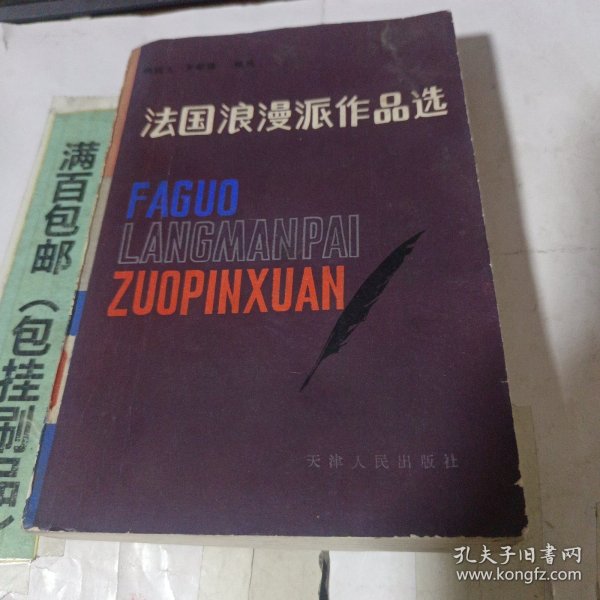 法国浪漫派作品选
FAGUO
LANGMANPAI
ZUOPINXUAN
天津人民出版社
满百包邮（包挂刷
孔夫子旧书网
www.kongfz.com